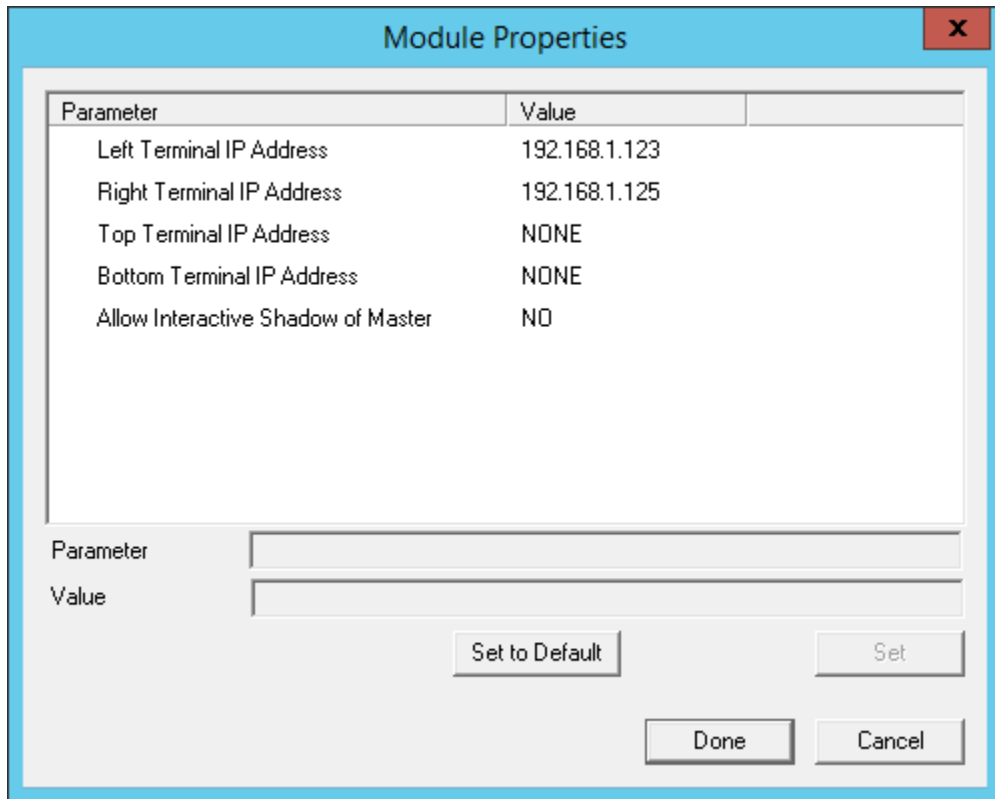 Module Properties
x
Parameter Value
Left Terminal IP Address 192.168.1.123
Right Terminal IP Address 192.168.1.125
Top Terminal IP Address NONE
Bottom Terminal IP Address NONE
Allow Interactive Shadow of Master NO
Parameter
Value
Set to Default Set
Done Cancel